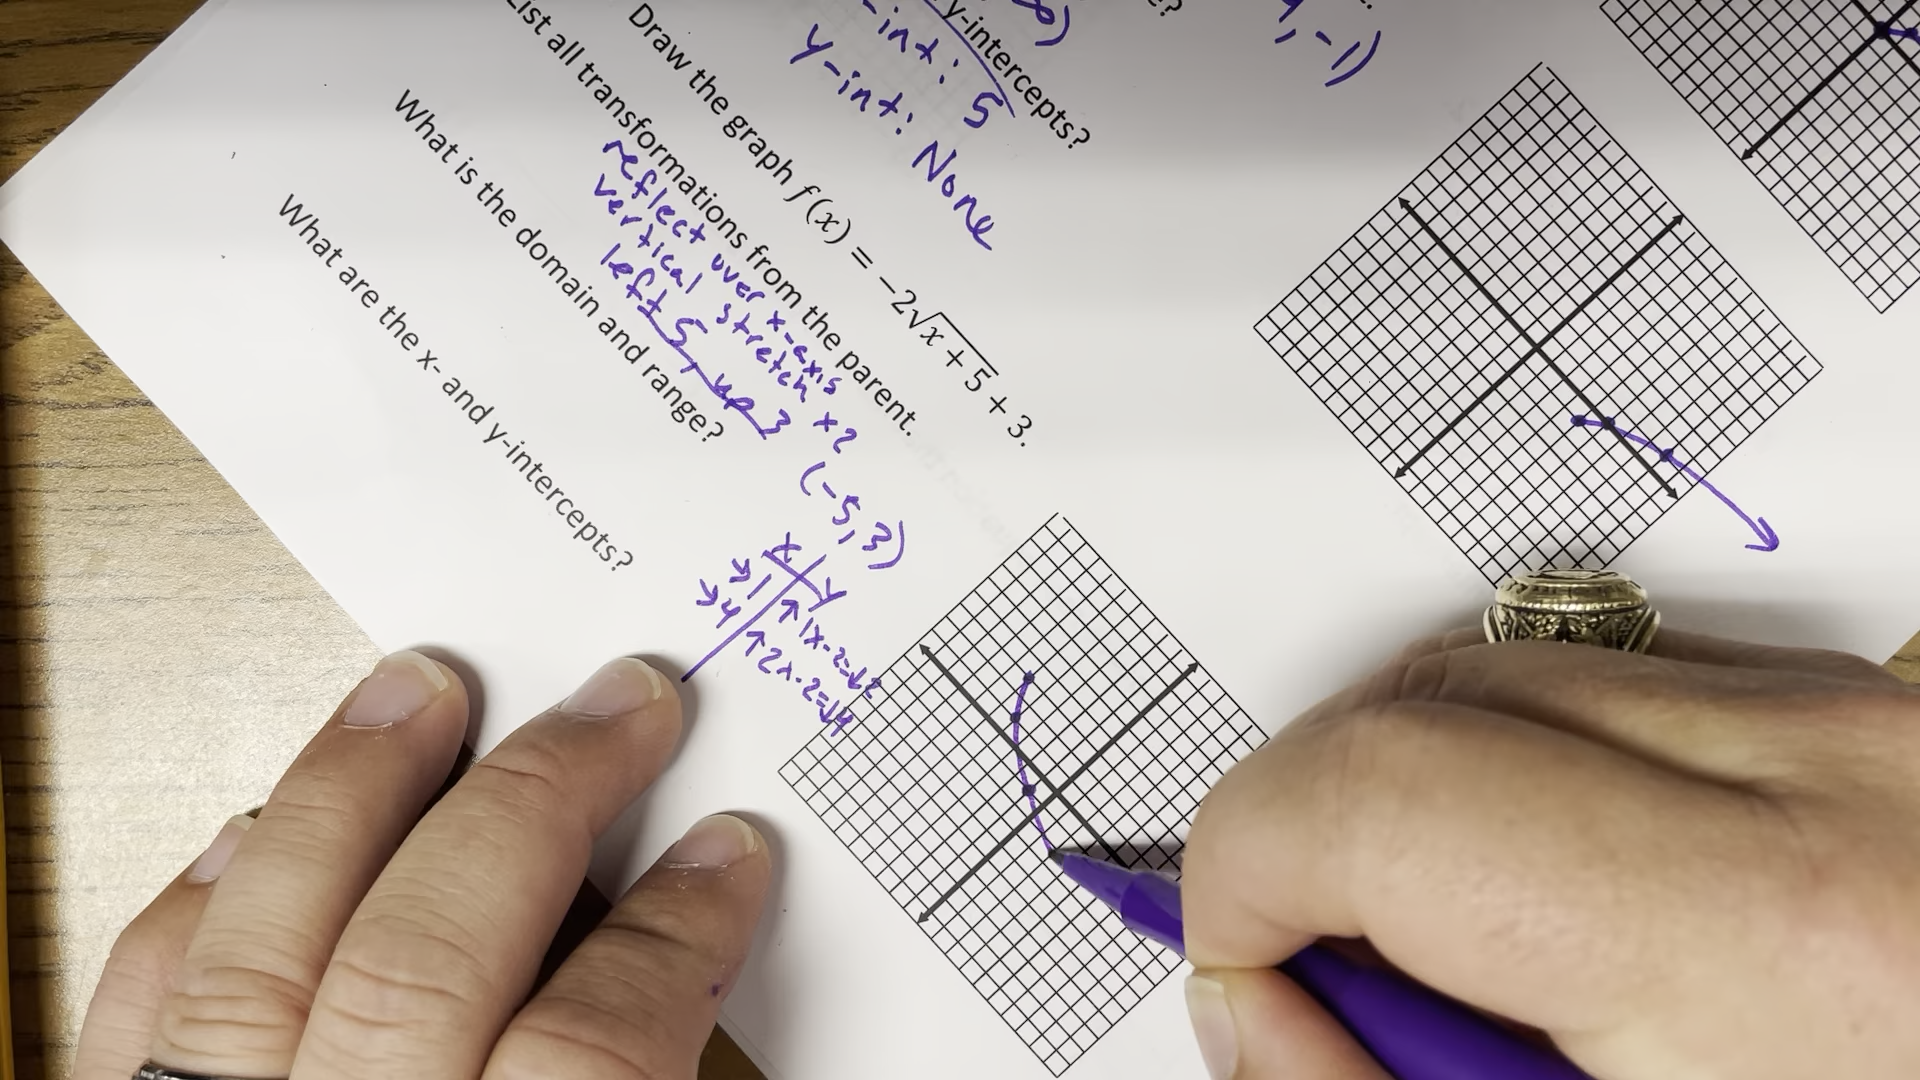 y-intercepts?
-int: 5
y-int: None
, -1)
Draw the graph f(x) = -2√x + 5 + 3.
List all transformations from the parent.
reflect over x-axis
vertical stretch x2
left 5, up 3
(-5, 3)
What is the domain and range?
x y
→1 ↑1x-2=↓2
→4 ↑2x-2=↓4
What are the x- and y-intercepts?